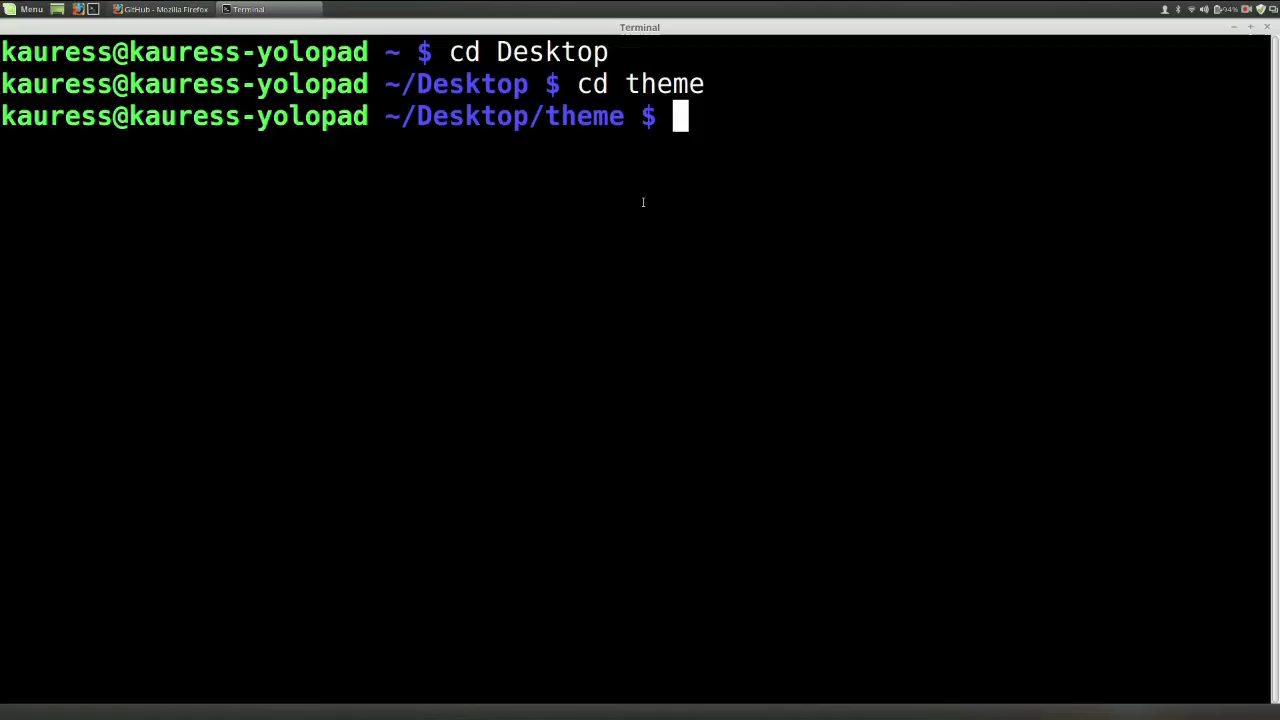 Menu
GitHub - Mozilla Firefox
Terminal
94%
Terminal
kauress@kauress-yolopad ~ $ cd Desktop
kauress@kauress-yolopad ~/Desktop $ cd theme
kauress@kauress-yolopad ~/Desktop/theme $